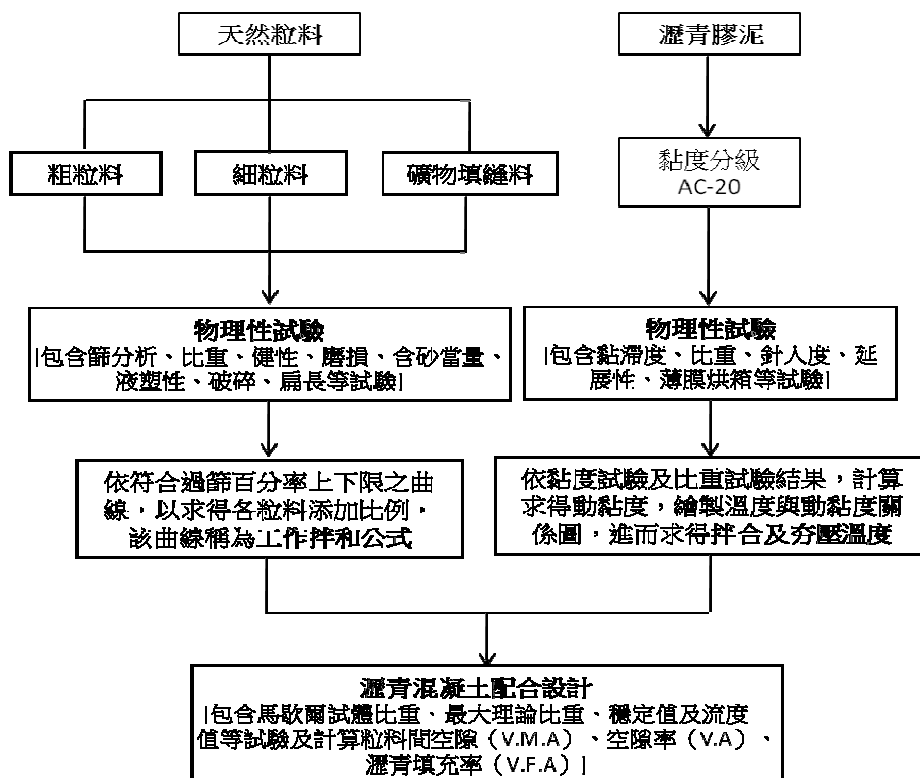 天然粒料
瀝青膠泥
粗粒料
細粒料
礦物填縫料
黏度分級
AC-20
物理性試驗
[包含篩分析、比重、健性、磨損、含砂當量、
液塑性、破碎、扁長等試驗]
物理性試驗
[包含黏滯度、比重、針入度、延
展性、薄膜烘箱等試驗]
依符合過篩百分率上下限之曲
線，以求得各粒料添加比例，
該曲線稱為工作拌和公式
依黏度試驗及比重試驗結果，計算
求得動黏度，繪製溫度與動黏度關
係圖，進而求得拌合及夯壓溫度
瀝青混凝土配合設計
[包含馬歇爾試體比重、最大理論比重、穩定值及流度
值等試驗及計算粒料間空隙（V.M.A）、空隙率（V.A）、
瀝青填充率（V.F.A）]